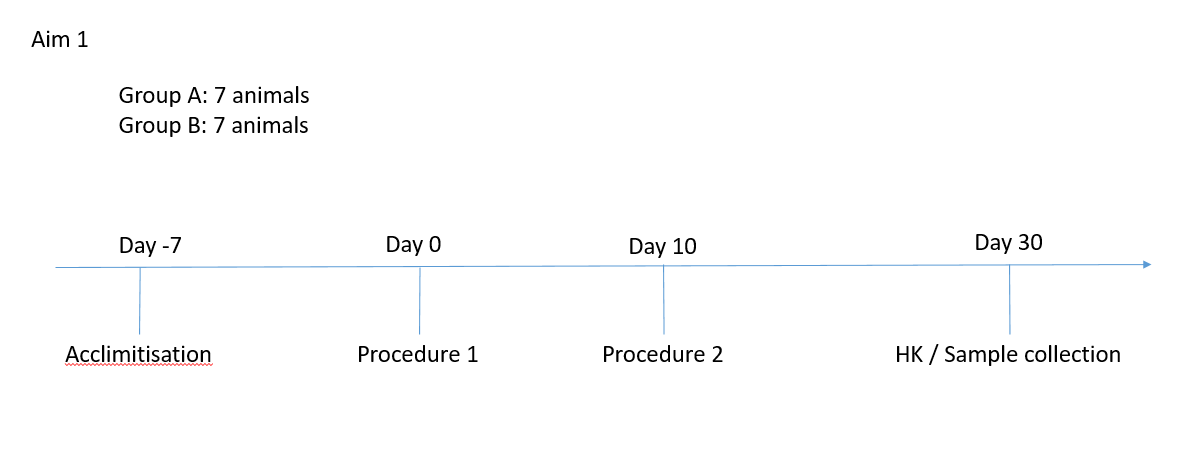 Aim 1
Group A: 7 animals
Group B: 7 animals
Day -7
Day 0
Day 10
Day 30
Acclimitisation
Procedure 1
Procedure 2
HK / Sample collection